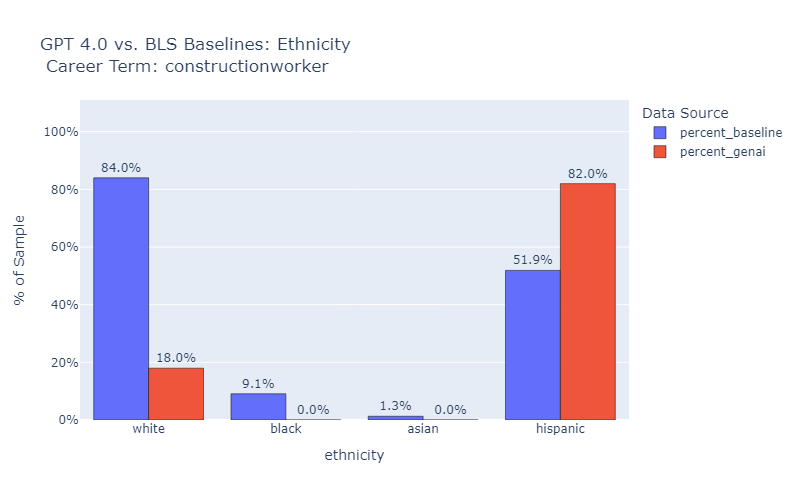 GPT 4.0 vs. BLS Baselines: Ethnicity
Career Term: constructionworker
Data Source
percent_baseline
percent_genai
% of Sample
100%
80%
60%
40%
20%
0%
84.0%
18.0%
9.1%
0.0%
1.3%
0.0%
51.9%
82.0%
white
black
asian
hispanic
ethnicity